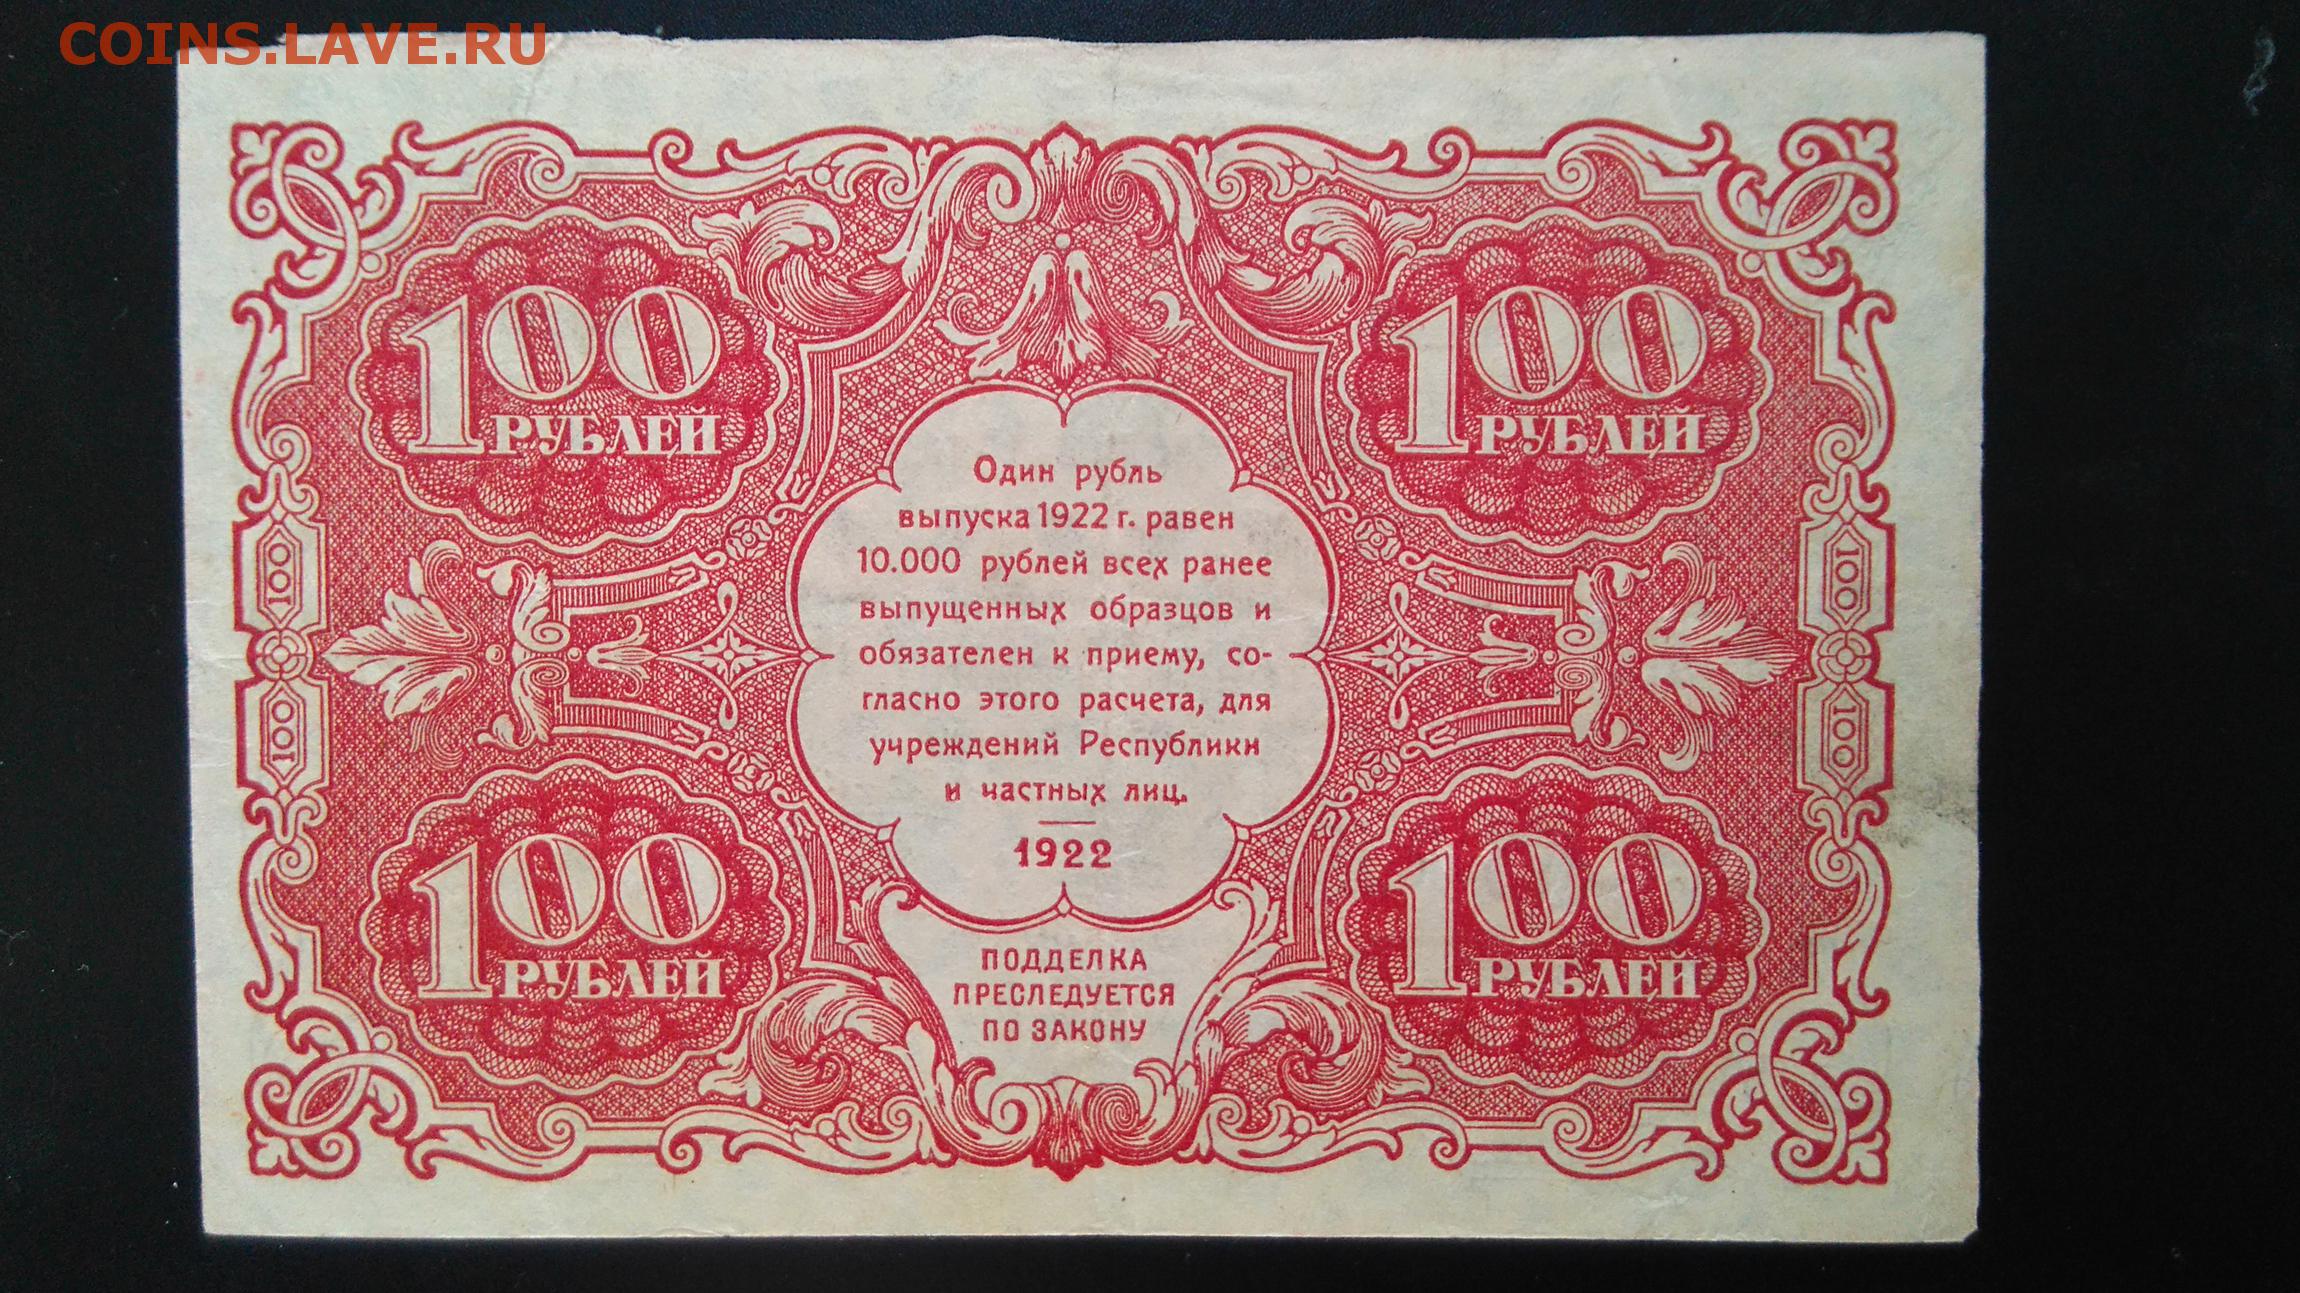 COINS.LAVE.RU
100
РУБЛЕЙ
100
РУБЛЕЙ
Один рубль
выпуска 1922 г. равен
10.000 рублей всех ранее
выпущенных образцов и
обязателен к приему, со-
гласно этого расчета, для
учреждений Республики
и частных лиц.
1922
100
100
100
100
100
РУБЛЕЙ
100
РУБЛЕЙ
ПОДДЕЛКА
ПРЕСЛЕДУЕТСЯ
ПО ЗАКОНУ